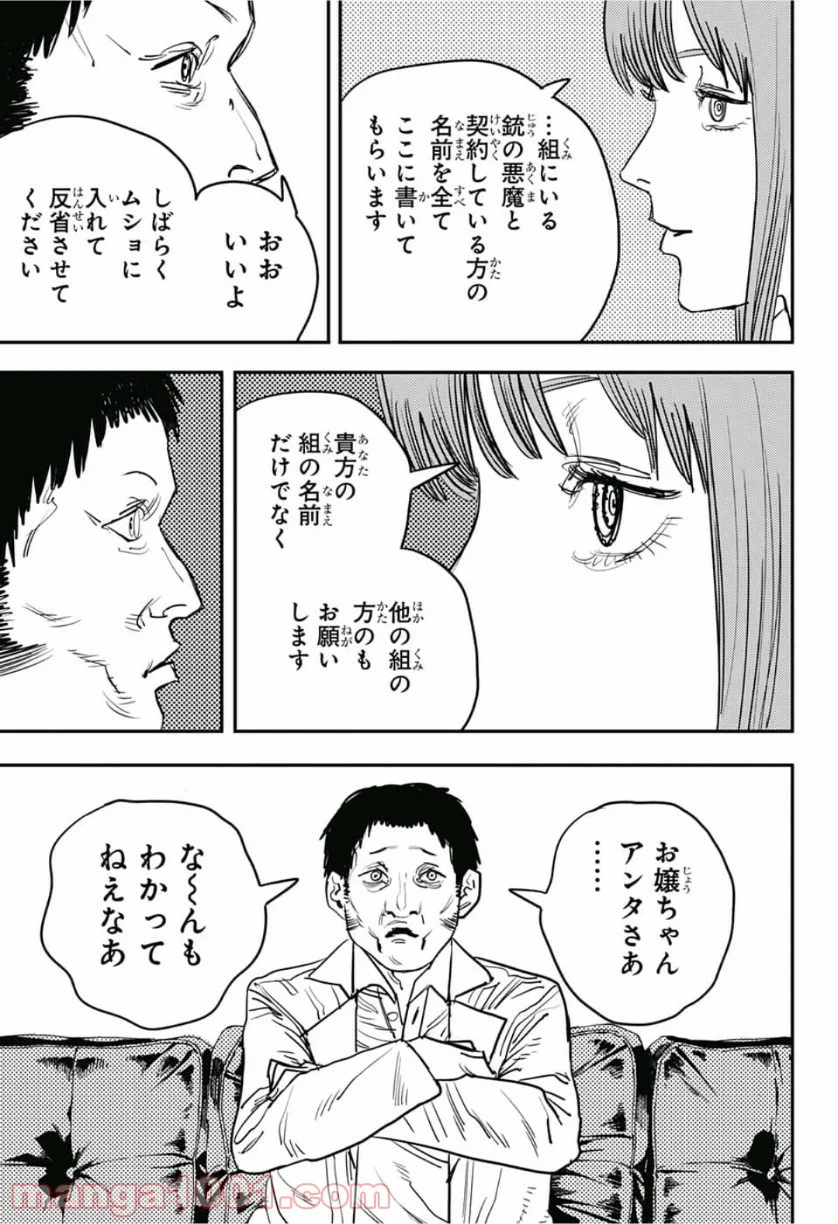 …組にいる
銃の悪魔と
契約している方の
名前を全て
ここに書いて
もらいます
おお
いいよ
しばらく
ムショに
入れて
反省させて
ください
貴方の
組の名前
だけでなく
他の組の
方のも
お願い
します
お嬢ちゃん
アンタさあ
……
な〜んも
わかって
ねえなあ
manga1001.com